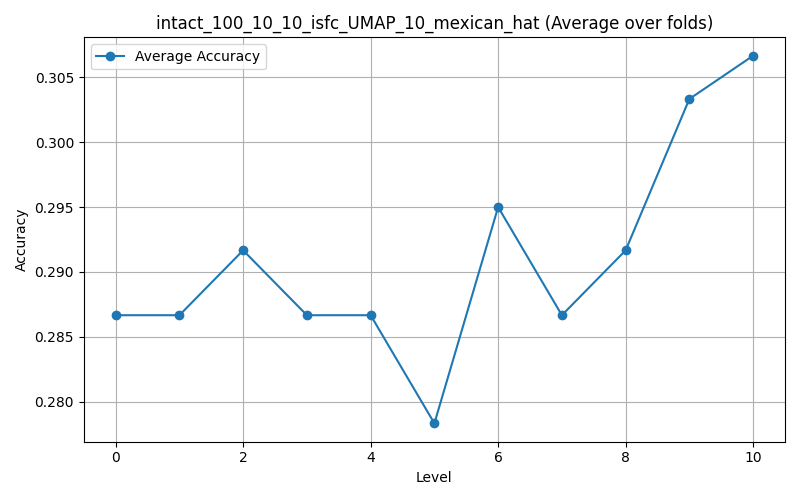 intact_100_10_10_isfc_UMAP_10_mexican_hat (Average over folds)
Average Accuracy
0.305
0.300
0.295
0.290
0.285
0.280
Accuracy
0 2 4 6 8 10
Level